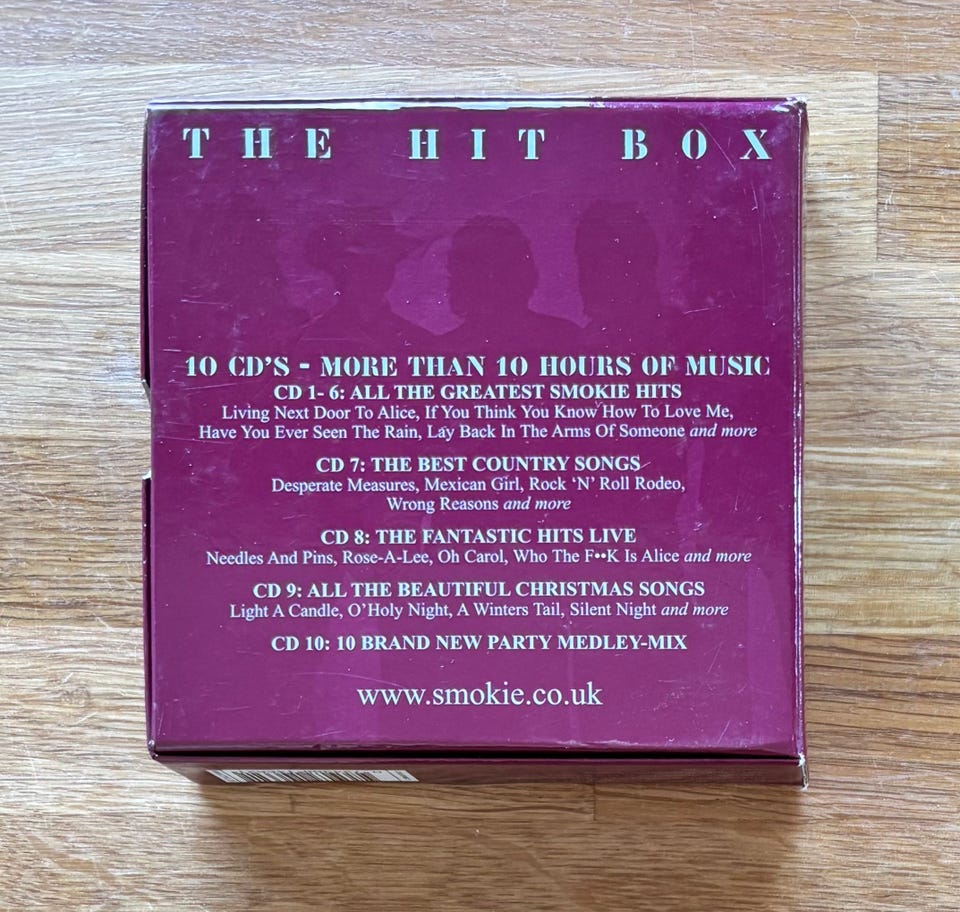 THE HIT BOX
10 CD'S - MORE THAN 10 HOURS OF MUSIC
CD 1- 6: ALL THE GREATEST SMOKIE HITS
Living Next Door To Alice, If You Think You Know How To Love Me,
Have You Ever Seen The Rain, Lay Back In The Arms Of Someone and more
CD 7: THE BEST COUNTRY SONGS
Desperate Measures, Mexican Girl, Rock ‘N’ Roll Rodeo,
Wrong Reasons and more
CD 8: THE FANTASTIC HITS LIVE
Needles And Pins, Rose-A-Lee, Oh Carol, Who The F••K Is Alice and more
CD 9: ALL THE BEAUTIFUL CHRISTMAS SONGS
Light A Candle, O’Holy Night, A Winters Tail, Silent Night and more
CD 10: 10 BRAND NEW PARTY MEDLEY-MIX
www.smokie.co.uk